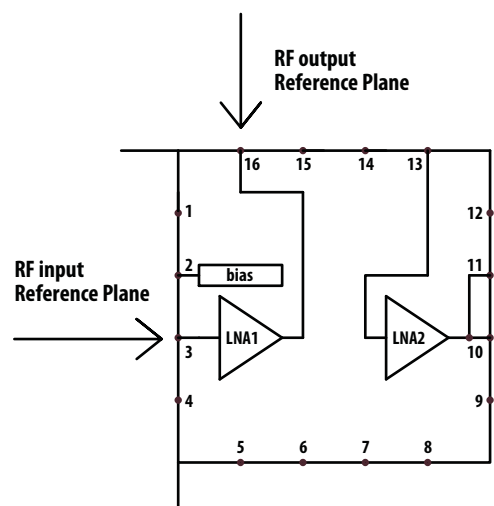 RF output
Reference Plane
16
15
14
13
1
12
2
bias
11
RF input
Reference Plane
3
LNA1
LNA2
10
4
9
5
6
7
8